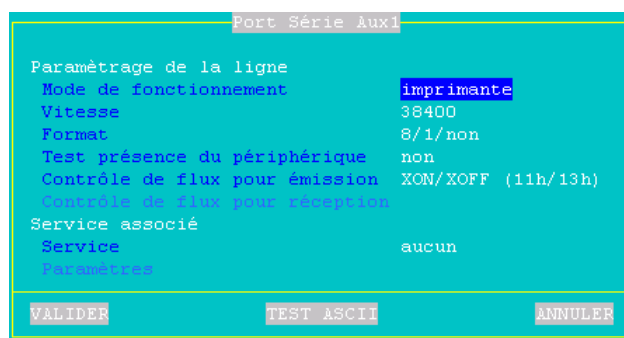 Port Série Aux1
Paramètrage de la ligne
Mode de fonctionnement imprimante
Vitesse 38400
Format 8/1/non
Test présence du périphérique non
Contrôle de flux pour émission XON/XOFF (11h/13h)
Contrôle de flux pour réception
Service associé
Service aucun
Paramètres
VALIDER TEST ASCII ANNULER